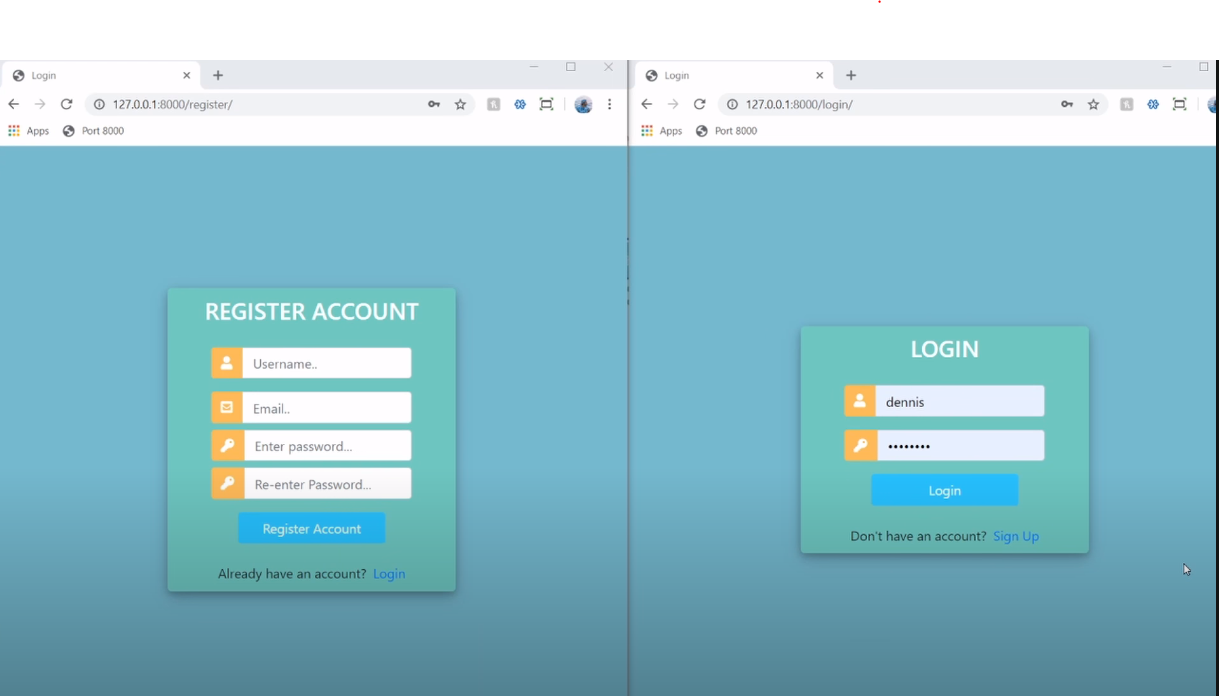 Login
127.0.0.1:8000/register/
Apps
Port 8000
REGISTER ACCOUNT
Username..
Email..
Enter password...
Re-enter Password...
Register Account
Already have an account? Login
Login
127.0.0.1:8000/login/
Apps
Port 8000
LOGIN
dennis
••••••••
Login
Don't have an account? Sign Up